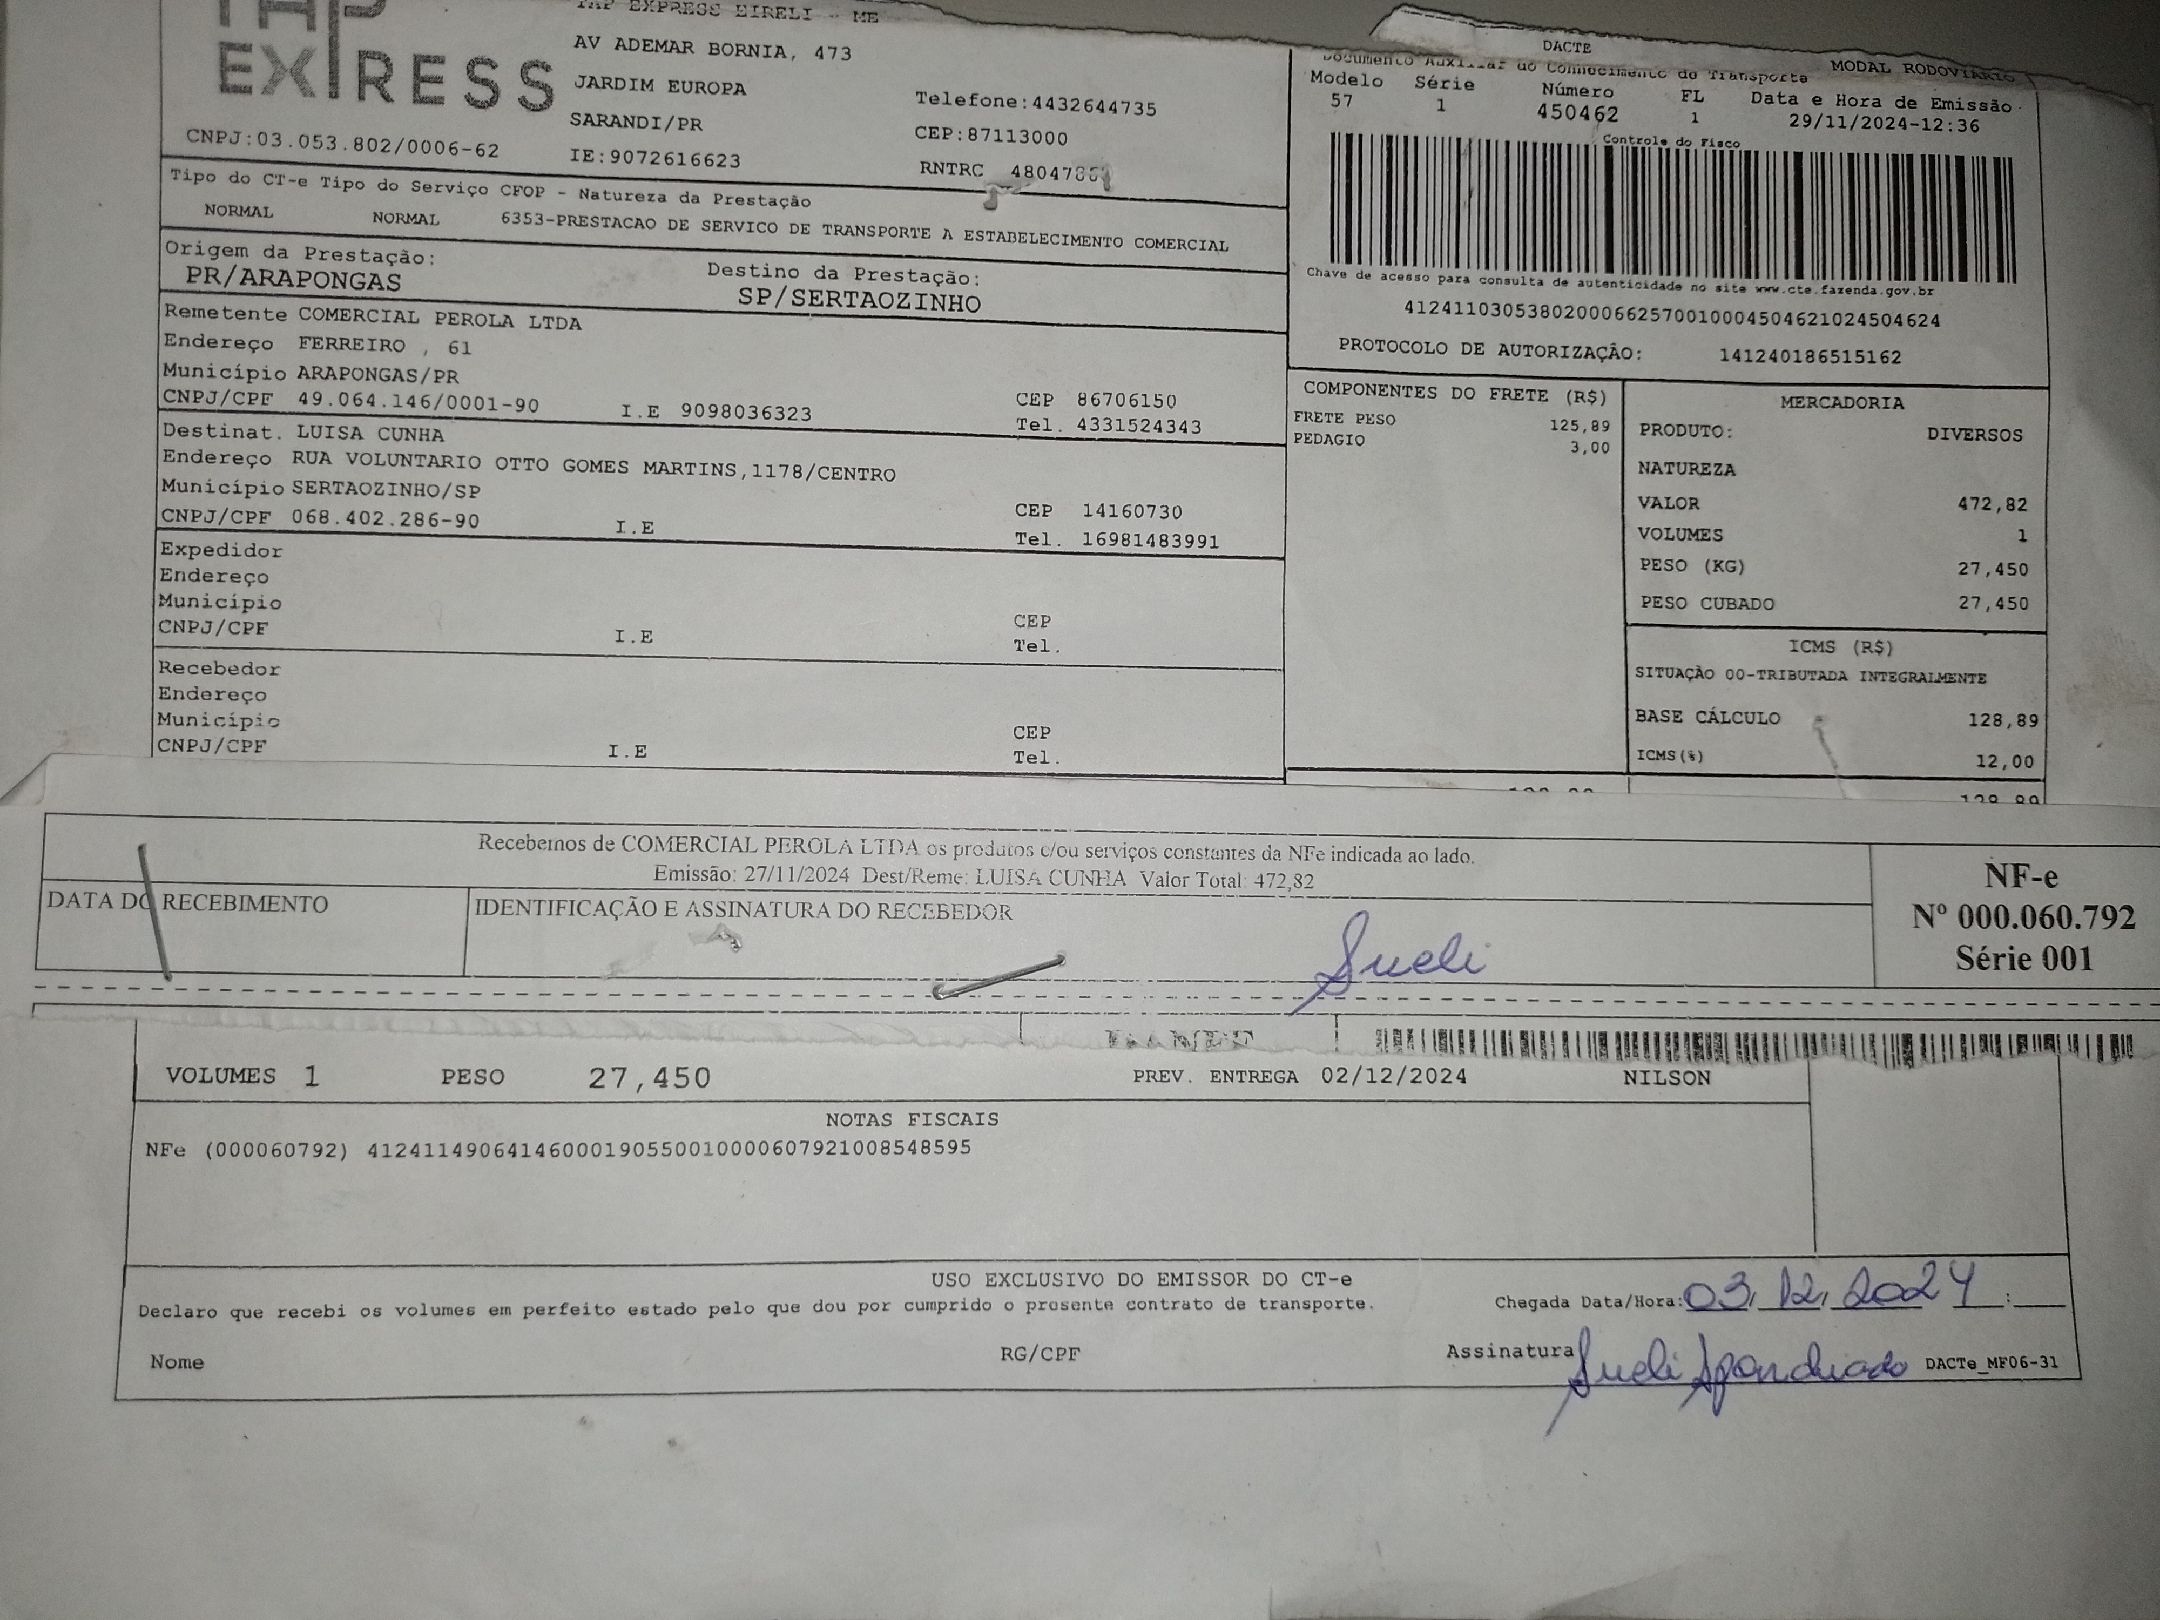 TAP EXPRESS EIRELI - ME
EXPRESS
AV ADEMAR BORNIA, 473
JARDIM EUROPA
Telefone:4432644735
SARANDI/PR
CEP:87113000
CNPJ:03.053.802/0006-62
IE:9072616623
RNTRC
DACTE
Documento Auxiliar do Conhecimento de Transporte
MODAL RODOVIÁRIO
Modelo Série Número FL Data e Hora de Emissão
57 1 450462 1 29/11/2024-12:36
Controle do Fisco
Chave de acesso para consulta de autenticidade no site www.cte.fazenda.gov.br
41241103053802000662570010004504621024504624
PROTOCOLO DE AUTORIZAÇÃO: 141240186515162
Tipo do CT-e Tipo do Serviço CFOP - Natureza da Prestação
NORMAL NORMAL 6353-PRESTACAO DE SERVICO DE TRANSPORTE A ESTABELECIMENTO COMERCIAL
Origem da Prestação: Destino da Prestação:
PR/ARAPONGAS SP/SERTAOZINHO
Remetente COMERCIAL PEROLA LTDA
Endereço FERREIRO , 61
Município ARAPONGAS/PR CEP 86706150
CNPJ/CPF 49.064.146/0001-90 I.E 9098036323 Tel. 4331524343
Destinat. LUISA CUNHA
Endereço RUA VOLUNTARIO OTTO GOMES MARTINS,1178/CENTRO
Município SERTAOZINHO/SP CEP 14160730
CNPJ/CPF 068.402.286-90 I.E Tel. 16981483991
Expedidor
Endereço
Município CEP
CNPJ/CPF I.E Tel.
Recebedor
Endereço
Município CEP
CNPJ/CPF I.E Tel.
COMPONENTES DO FRETE (R$)
FRETE PESO 125,89
PEDAGIO 3,00
MERCADORIA
PRODUTO: DIVERSOS
NATUREZA
VALOR 472,82
VOLUMES 1
PESO (KG) 27,450
PESO CUBADO 27,450
ICMS (R$)
SITUAÇÃO 00-TRIBUTADA INTEGRALMENTE
BASE CÁLCULO 128,89
ICMS(%) 12,00
Recebemos de COMERCIAL PEROLA LTDA os produtos e/ou serviços constantes da NFe indicada ao lado.
Emissão: 27/11/2024 Dest/Reme: LUISA CUNHA Valor Total: 472,82
DATA DO RECEBIMENTO
IDENTIFICAÇÃO E ASSINATURA DO RECEBEDOR
Sueli
NF-e
Nº 000.060.792
Série 001
VOLUMES 1 PESO 27,450 PREV. ENTREGA 02/12/2024 NILSON
NOTAS FISCAIS
NFe (000060792) 41241149064146000190550010000607921008548595
USO EXCLUSIVO DO EMISSOR DO CT-e
Declaro que recebi os volumes em perfeito estado pelo que dou por cumprido o presente contrato de transporte.
Chegada Data/Hora: 03.12.2024 :
Nome RG/CPF Assinatura Sueli DACTe_MF06-31